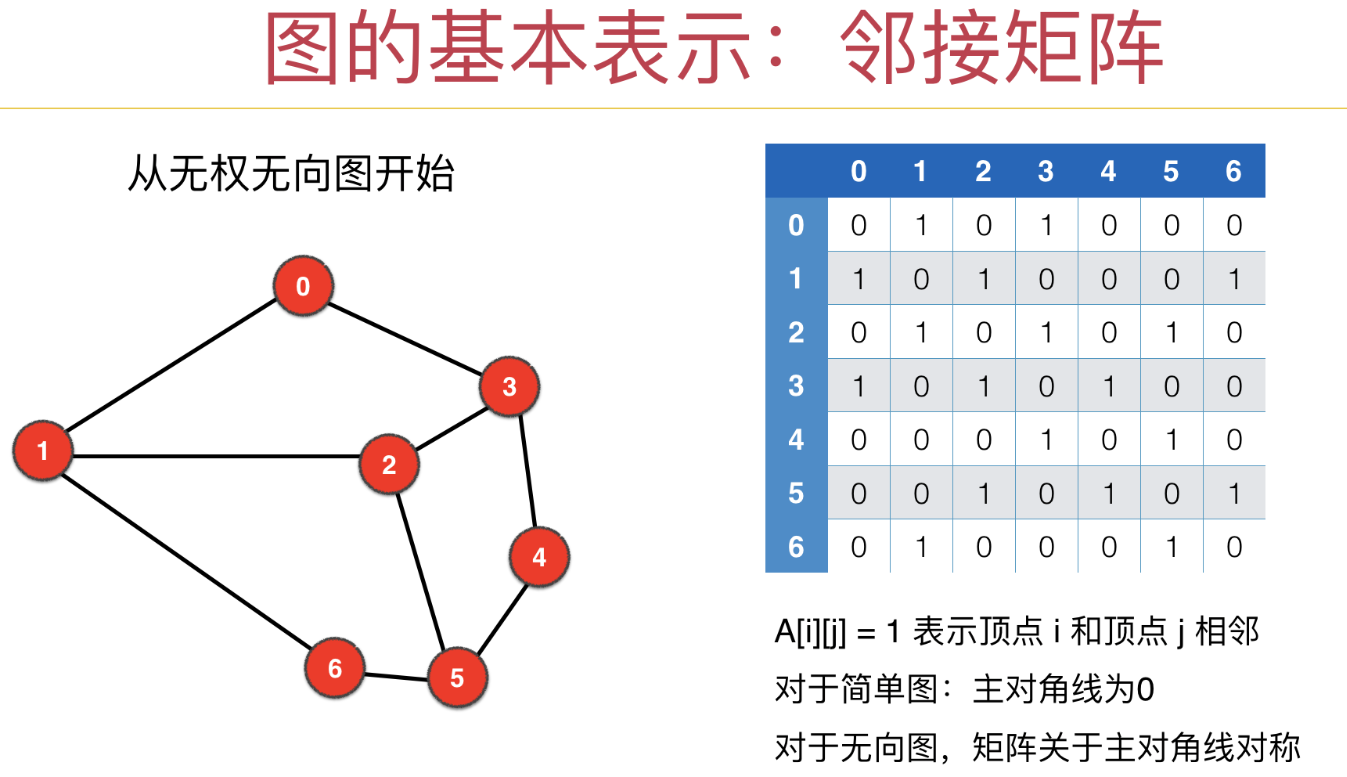 图的基本表示：邻接矩阵
从无权无向图开始
0
3
1
2
4
6
5
0 1 2 3 4 5 6
0 0 1 0 1 0 0 0
1 1 0 1 0 0 0 1
2 0 1 0 1 0 1 0
3 1 0 1 0 1 0 0
4 0 0 0 1 0 1 0
5 0 0 1 0 1 0 1
6 0 1 0 0 0 1 0
A[i][j] = 1 表示顶点 i 和顶点 j 相邻
对于简单图：主对角线为0
对于无向图，矩阵关于主对角线对称